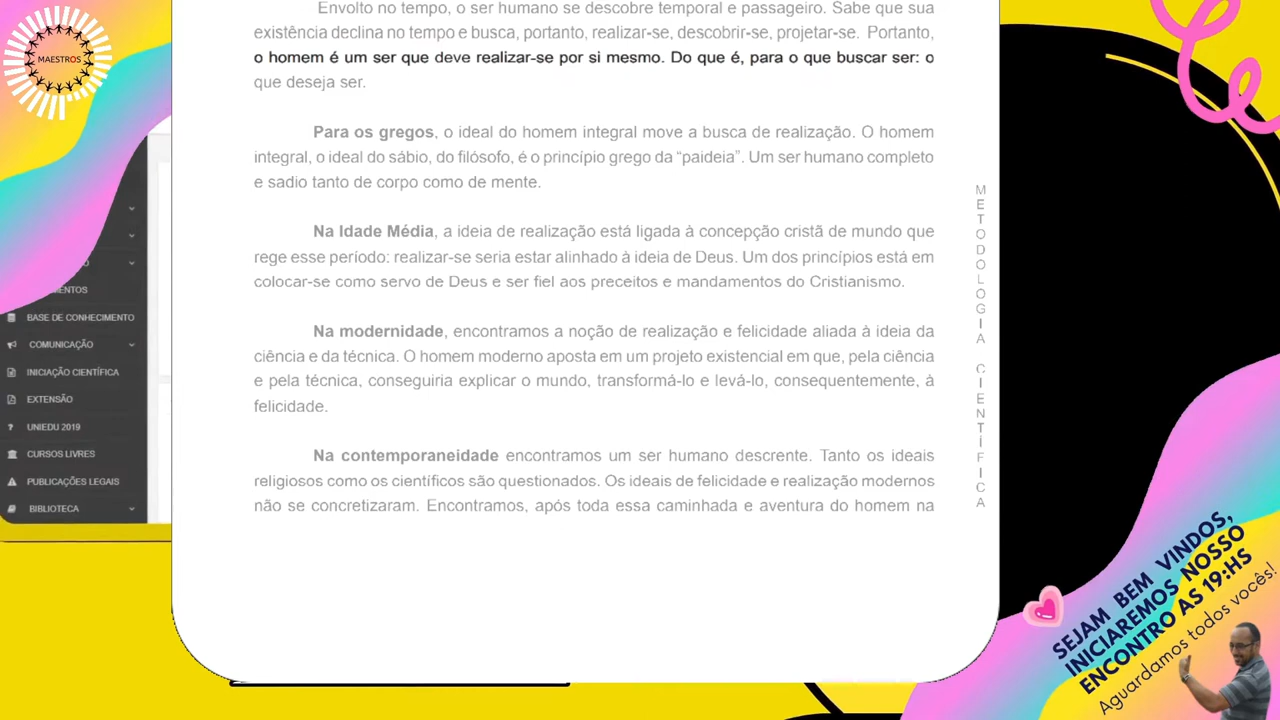 Envolto no tempo, o ser humano se descobre temporal e passageiro. Sabe que sua
existência declina no tempo e busca, portanto, realizar-se, descobrir-se, projetar-se. Portanto,
o homem é um ser que deve realizar-se por si mesmo. Do que é, para o que buscar ser: o
que deseja ser.
Para os gregos, o ideal do homem integral move a busca de realização. O homem
integral, o ideal do sábio, do filósofo, é o princípio grego da “paideia”. Um ser humano completo
e sadio tanto de corpo como de mente.
Na Idade Média, a ideia de realização está ligada à concepção cristã de mundo que
rege esse período: realizar-se seria estar alinhado à ideia de Deus. Um dos princípios está em
colocar-se como servo de Deus e ser fiel aos preceitos e mandamentos do Cristianismo.
Na modernidade, encontramos a noção de realização e felicidade aliada à ideia da
ciência e da técnica. O homem moderno aposta em um projeto existencial em que, pela ciência
e pela técnica, conseguiria explicar o mundo, transformá-lo e levá-lo, consequentemente, à
felicidade.
Na contemporaneidade encontramos um ser humano descrente. Tanto os ideais
religiosos como os científicos são questionados. Os ideais de felicidade e realização modernos
não se concretizaram. Encontramos, após toda essa caminhada e aventura do homem na
METODOLOGIA CIENTÍFICA
MAESTROS
BASE DE CONHECIMENTO
COMUNICAÇÃO
INICIAÇÃO CIENTÍFICA
EXTENSÃO
UNIEDU 2019
CURSOS LIVRES
PUBLICAÇÕES LEGAIS
BIBLIOTECA
SEJAM BEM VINDOS,
INICIAREMOS NOSSO
ENCONTRO AS 19:HS
Aguardamos todos vocês!